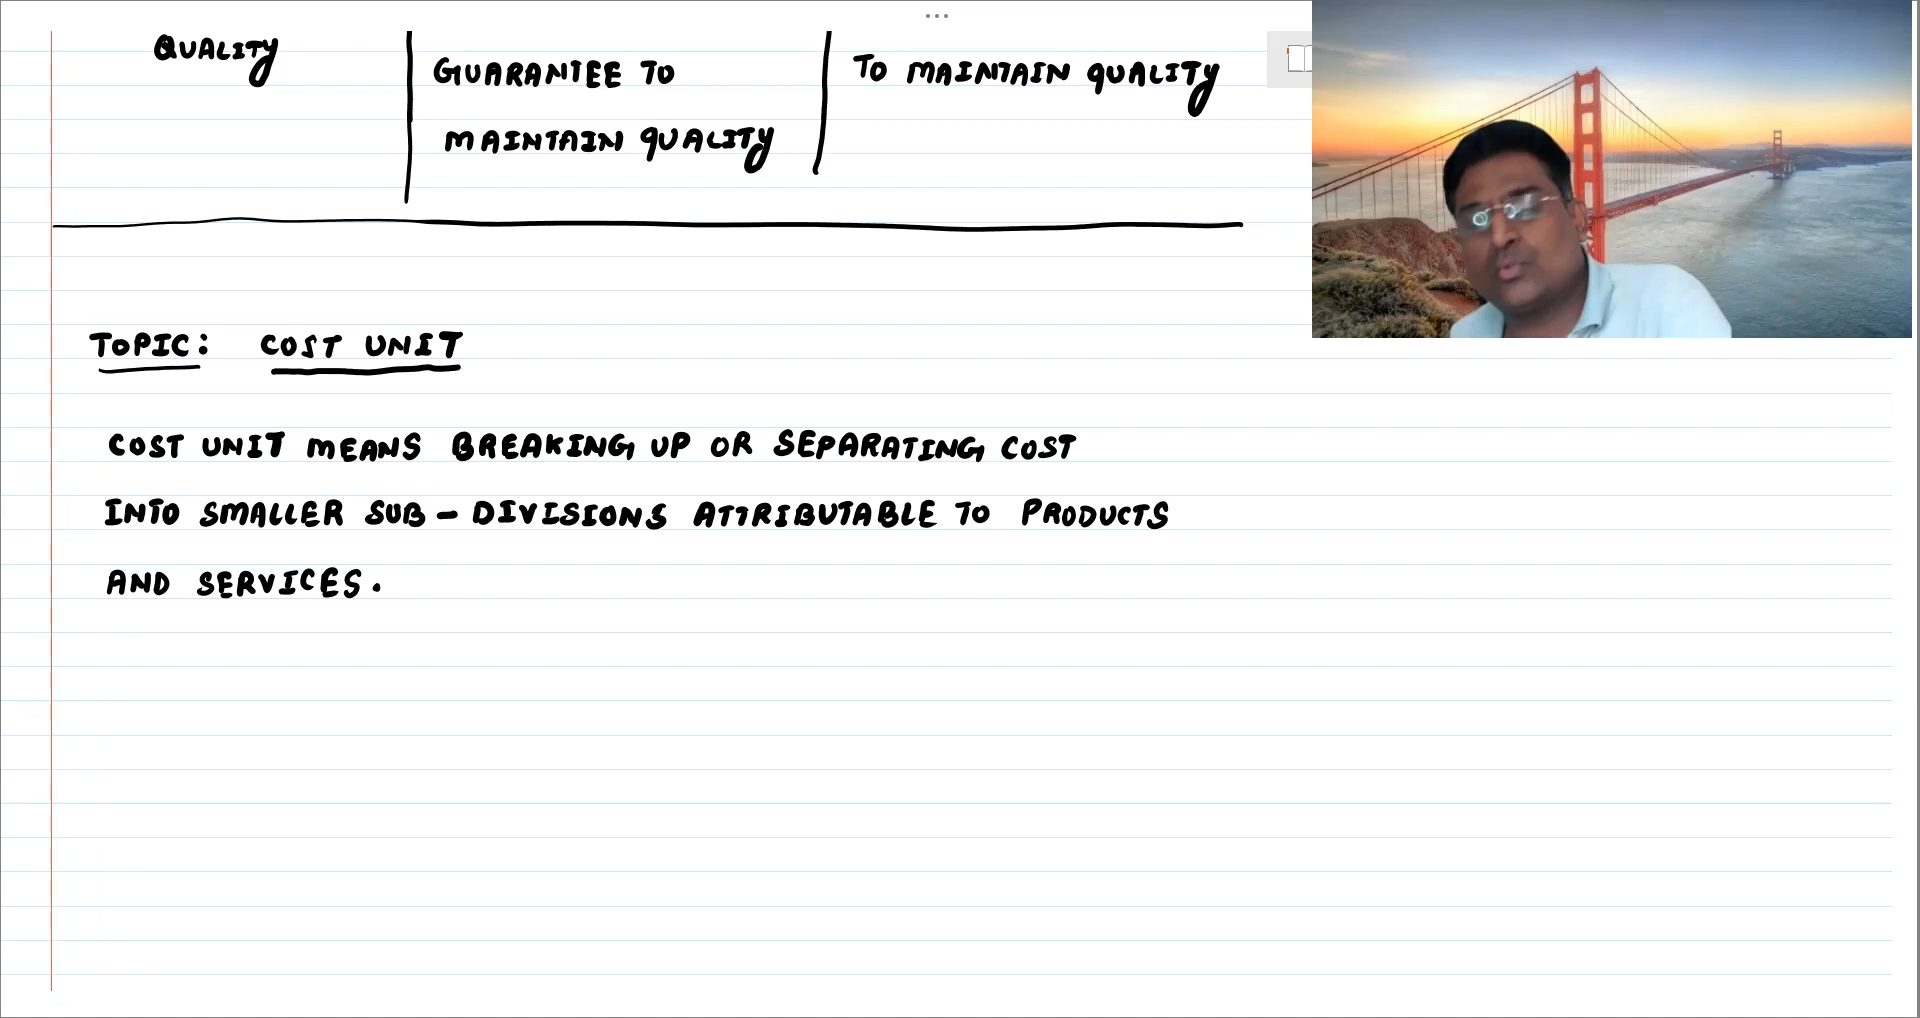 QUALITY
GUARANTEE TO
MAINTAIN QUALITY
TO MAINTAIN QUALITY
TOPIC: COST UNIT
COST UNIT MEANS BREAKING UP OR SEPARATING COST
INTO SMALLER SUB-DIVISIONS ATTRIBUTABLE TO PRODUCTS
AND SERVICES.